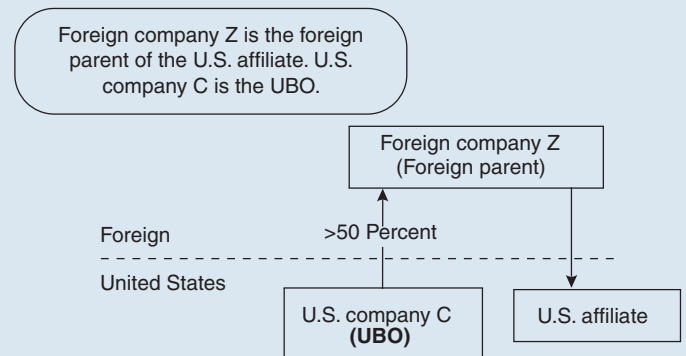 Foreign company Z is the foreign
parent of the U.S. affiliate. U.S.
company C is the UBO.
Foreign company Z
(Foreign parent)
Foreign
>50 Percent
United States
U.S. company C
(UBO)
U.S. affiliate